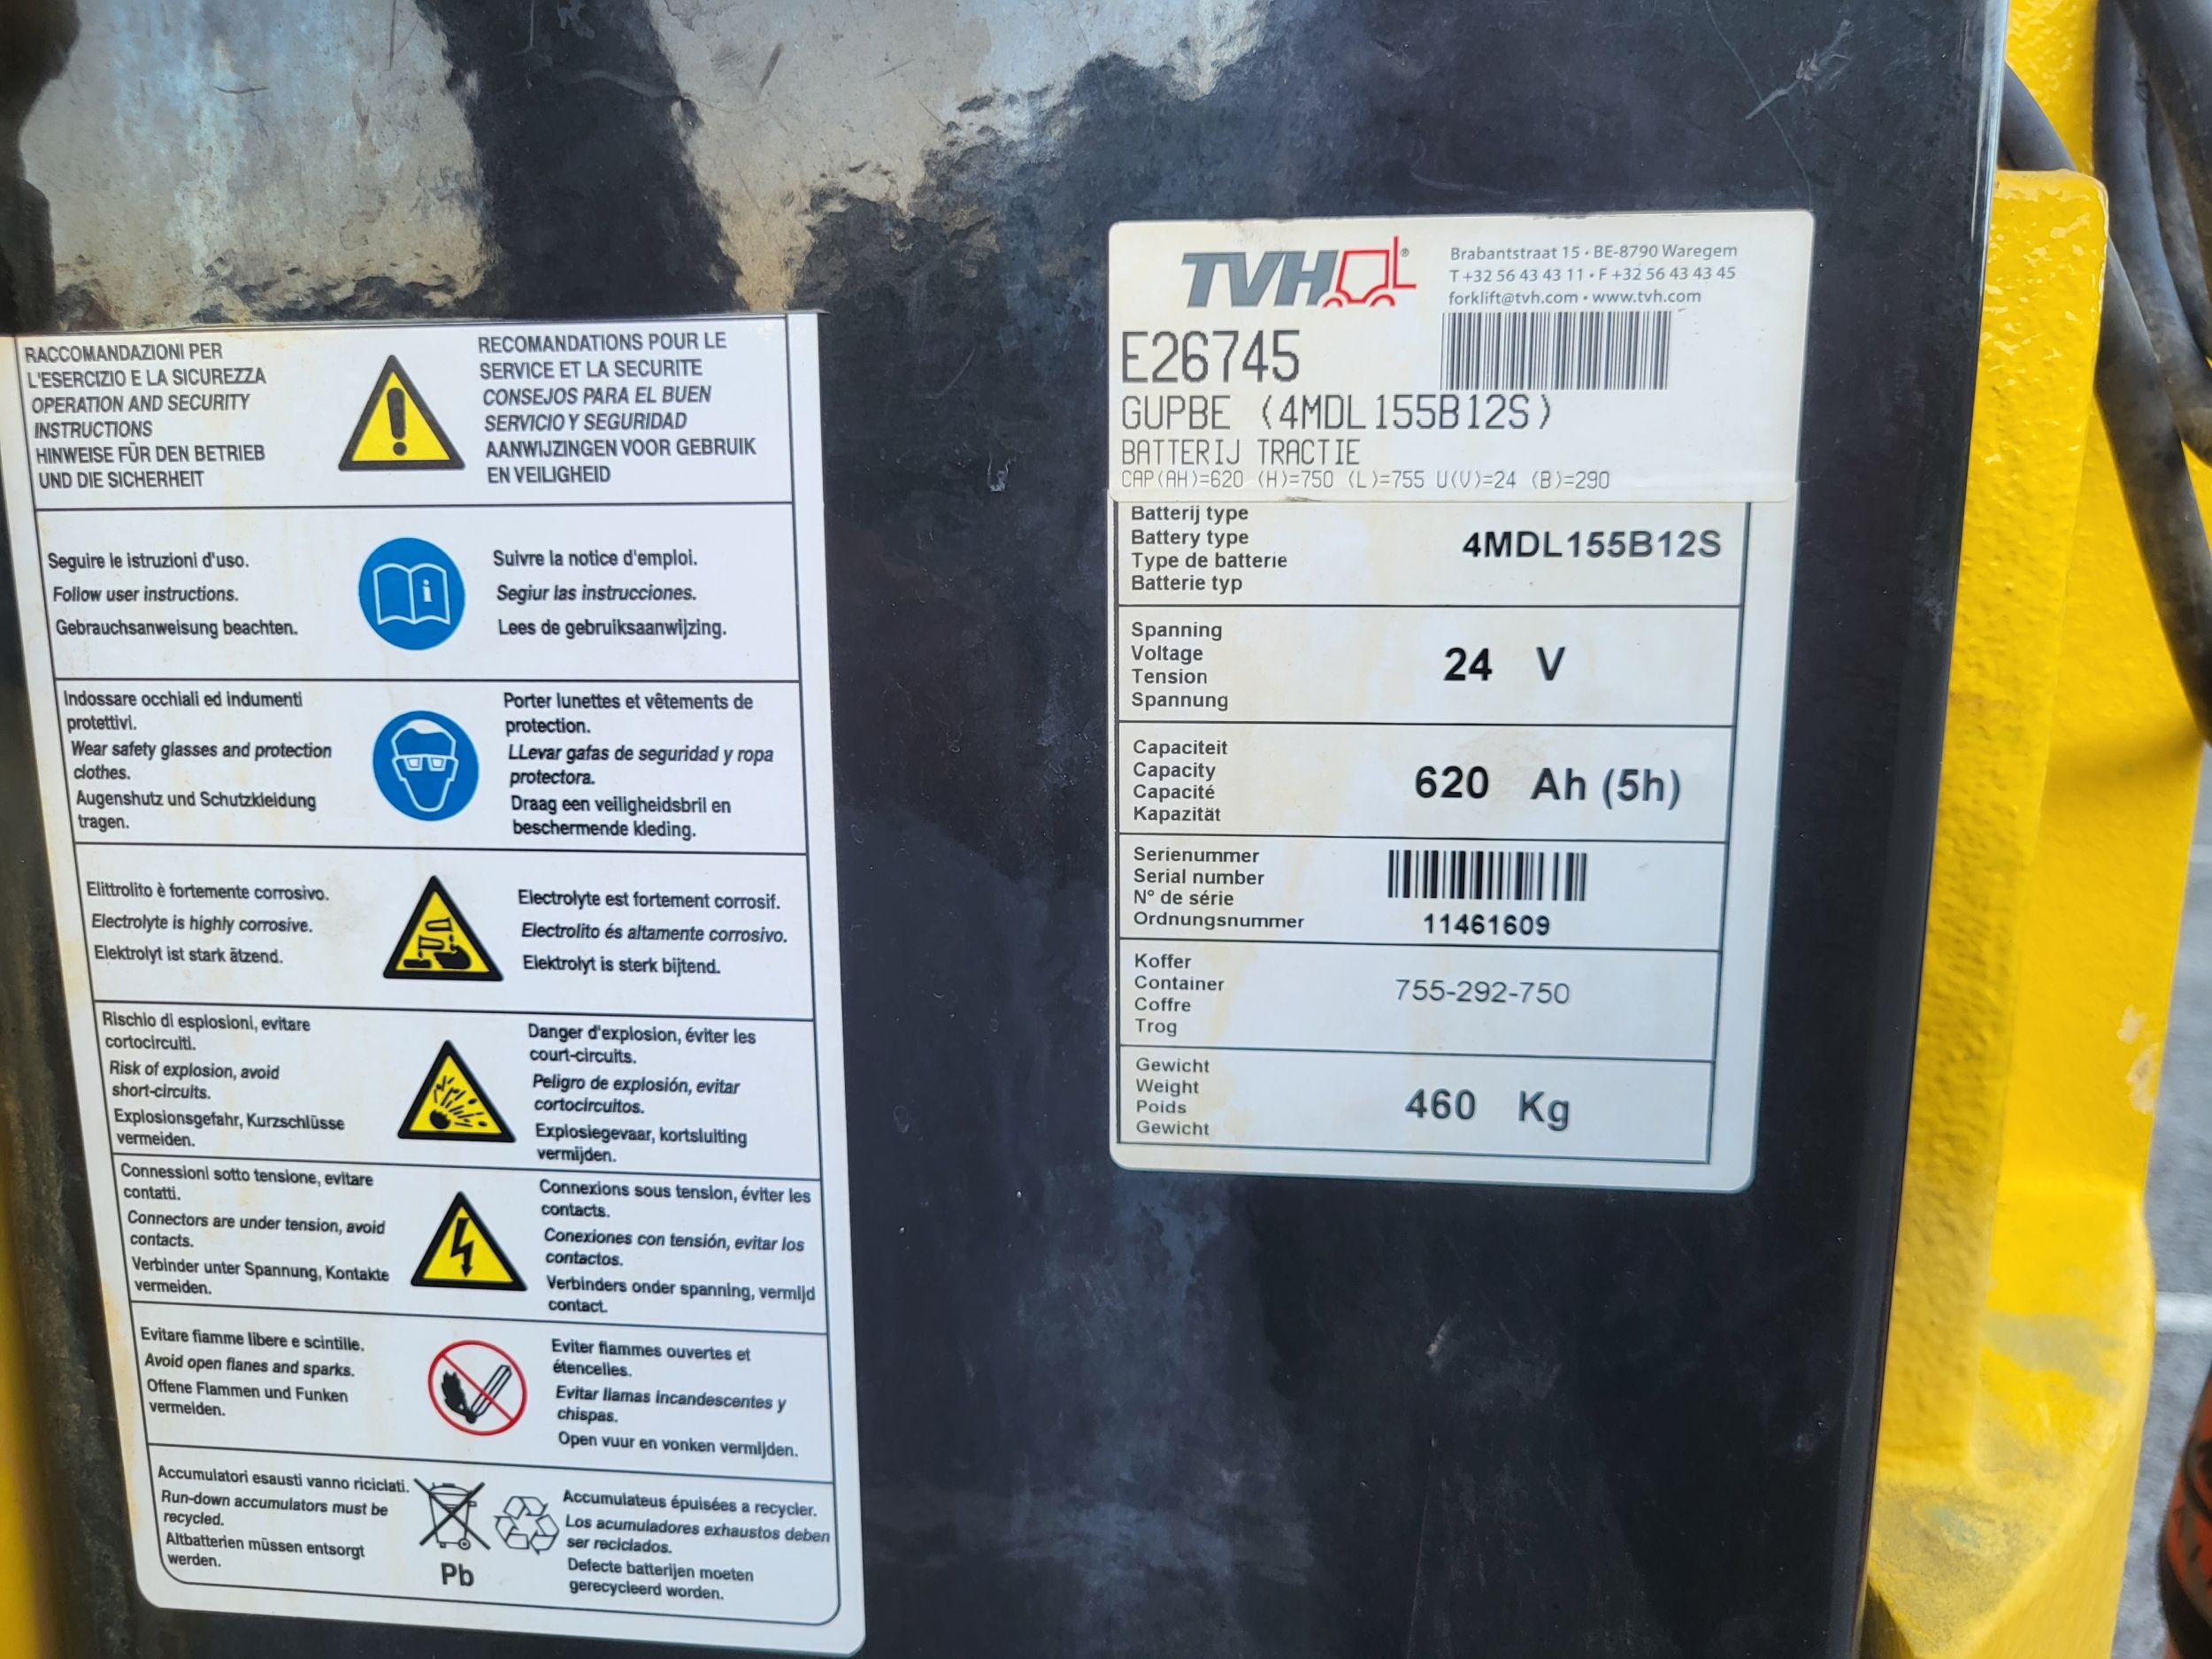 RACCOMANDAZIONI PER
L'ESERCIZIO E LA SICUREZZA
OPERATION AND SECURITY
INSTRUCTIONS
HINWEISE FÜR DEN BETRIEB
UND DIE SICHERHEIT
RECOMANDATIONS POUR LE
SERVICE ET LA SECURITE
CONSEJOS PARA EL BUEN
SERVICIO Y SEGURIDAD
AANWIJZINGEN VOOR GEBRUIK
EN VEILIGHEID
Seguire le istruzioni d'uso.
Follow user instructions.
Gebrauchsanweisung beachten.
Suivre la notice d'emploi.
Segiur las instrucciones.
Lees de gebruiksaanwijzing.
Indossare occhiali ed indumenti
protettivi.
Wear safety glasses and protection
clothes.
Augenshutz und Schutzkleidung
tragen.
Porter lunettes et vêtements de
protection.
LLevar gafas de seguridad y ropa
protectora.
Draag een veiligheidsbril en
beschermende kleding.
Elittrolito è fortemente corrosivo.
Electrolyte is highly corrosive.
Elektrolyt ist stark ätzend.
Electrolyte est fortement corrosif.
Electrolito és altamente corrosivo.
Elektrolyt is sterk bijtend.
Rischio di esplosioni, evitare
cortocircuiti.
Risk of explosion, avoid
short-circuits.
Explosionsgefahr, Kurzschlüsse
vermeiden.
Danger d'explosion, éviter les
court-circuits.
Peligro de explosión, evitar
cortocircuitos.
Explosiegevaar, kortsluiting
vermijden.
Connessioni sotto tensione, evitare
contatti.
Connectors are under tension, avoid
contacts.
Verbinder unter Spannung, Kontakte
vermeiden.
Connexions sous tension, éviter les
contacts.
Conexiones con tensión, evitar los
contactos.
Verbinders onder spanning, vermijd
contact.
Evitare fiamme libere e scintille.
Avoid open flanes and sparks.
Offene Flammen und Funken
vermeiden.
Eviter flammes ouvertes et
étencelles.
Evitar llamas incandescentes y
chispas.
Open vuur en vonken vermijden.
Accumulatori esausti vanno riciclati.
Run-down accumulators must be
recycled.
Altbatterien müssen entsorgt
werden.
Pb
Accumulateus épuisées a recycler.
Los acumuladores exhaustos deben
ser reciclados.
Defecte batterijen moeten
gerecycleerd worden.
TVH ®
Brabantstraat 15 • BE-8790 Waregem
T +32 56 43 43 11 • F +32 56 43 43 45
forklift@tvh.com • www.tvh.com
E26745
GUPBE (4MDL155B12S)
BATTERIJ TRACTIE
CAP(AH)=620 (H)=750 (L)=755 U(V)=24 (B)=290
Batterij type
Battery type
Type de batterie
Batterie typ
4MDL155B12S
Spanning
Voltage
Tension
Spannung
24 V
Capaciteit
Capacity
Capacité
Kapazität
620 Ah (5h)
Serienummer
Serial number
N° de série
Ordnungsnummer
11461609
Koffer
Container
Coffre
Trog
755-292-750
Gewicht
Weight
Poids
Gewicht
460 Kg